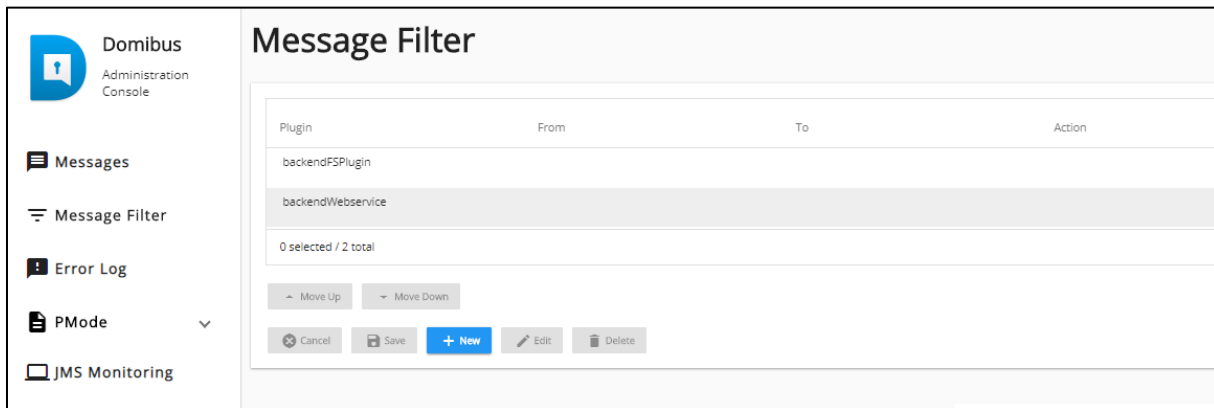 Domibus
Administration
Console
Messages
Message Filter
Error Log
PMode
JMS Monitoring
Message Filter
Plugin From To Action
backendFSPlugin
backendWebservice
0 selected / 2 total
Move Up Move Down
Cancel Save + New Edit Delete